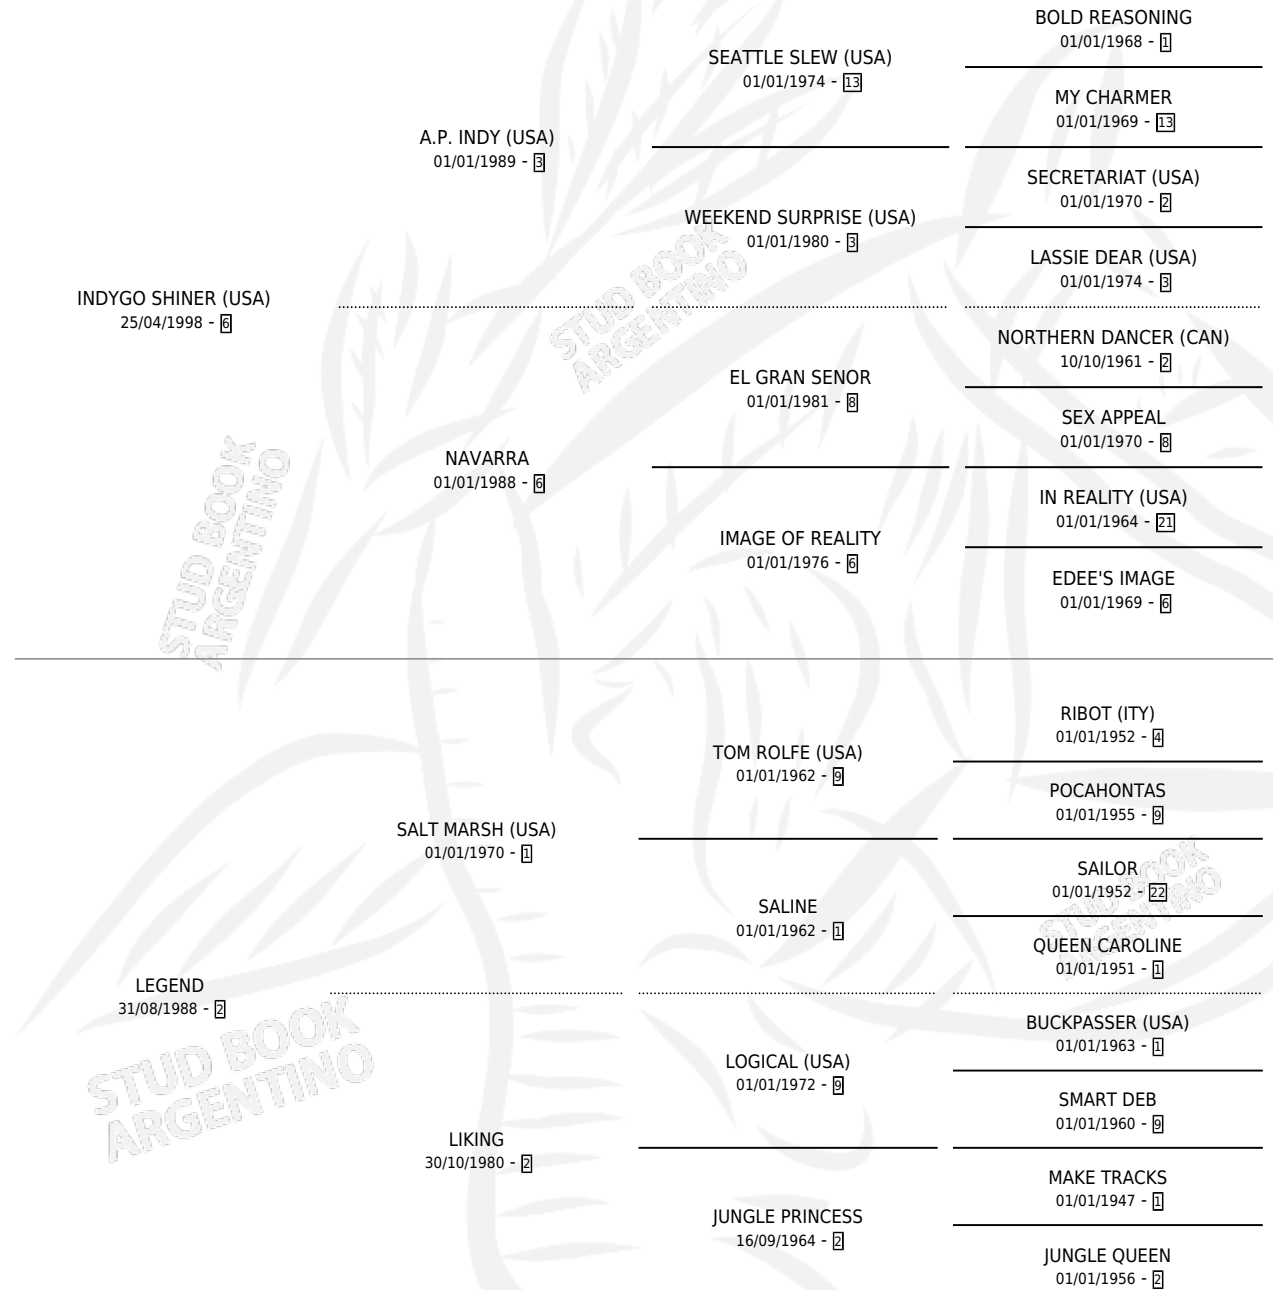 BOLD REASONING
01/01/1968 - 1
SEATTLE SLEW (USA)
01/01/1974 - 13
MY CHARMER
01/01/1969 - 13
A.P. INDY (USA)
01/01/1989 - 3
SECRETARIAT (USA)
01/01/1970 - 2
WEEKEND SURPRISE (USA)
01/01/1980 - 3
LASSIE DEAR (USA)
01/01/1974 - 3
INDYGO SHINER (USA)
25/04/1998 - 6
NORTHERN DANCER (CAN)
10/10/1961 - 2
EL GRAN SENOR
01/01/1981 - 8
SEX APPEAL
01/01/1970 - 8
NAVARRA
01/01/1988 - 6
IN REALITY (USA)
01/01/1964 - 21
IMAGE OF REALITY
01/01/1976 - 6
EDEE'S IMAGE
01/01/1969 - 6
RIBOT (ITY)
01/01/1952 - 4
TOM ROLFE (USA)
01/01/1962 - 9
POCAHONTAS
01/01/1955 - 9
SALT MARSH (USA)
01/01/1970 - 1
SAILOR
01/01/1952 - 22
SALINE
01/01/1962 - 1
QUEEN CAROLINE
01/01/1951 - 1
LEGEND
31/08/1988 - 2
BUCKPASSER (USA)
01/01/1963 - 1
LOGICAL (USA)
01/01/1972 - 9
SMART DEB
01/01/1960 - 9
LIKING
30/10/1980 - 2
MAKE TRACKS
01/01/1947 - 1
JUNGLE PRINCESS
16/09/1964 - 2
JUNGLE QUEEN
01/01/1956 - 2
STUD BOOK
ARGENTINO
STUD BOOK
ARGENTINO
STUD BOOK
ARGENTINO
STUD BOOK
ARGENTINO